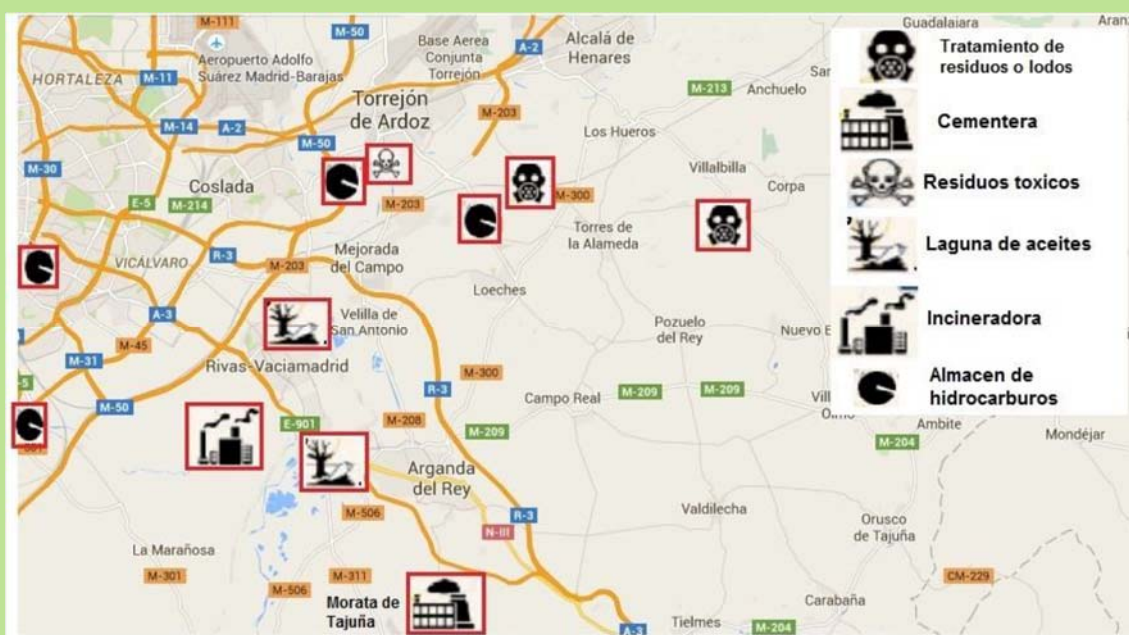 M-111
M-50
Guadalaiara
Aran
Base Aerea
Conjunta
Torrejón
A-2
Alcalá de
Henares
Aeropuerto Adolfo
Suárez Madrid-Barajas
HORTALEZA
M-11
M-203
M-213
Anchuelo
Torrejón
de Ardoz
M-14
A-2
M-50
Los Hueros
M-30
Villalbilla
Corpa
Coslada
E-5
M-214
M-203
M-300
Torres de
la Alameda
R-3
M-203
Mejorada
del Campo
VICÁLVARO
Loeches
A-3
Velilla de
San Antonio
Pozuelo
del Rey
Nuevo B
M-45
M-31
Rivas-Vaciamadrid
M-300
R-3
M-50
Campo Real
M-209
M-209
Olmo
Ambite
Mondéjar
E-901
M-208
M-209
M-204
Arganda
del Rey
M-506
R-3
N-III
Valdilecha
Orusco
de Tajuña
La Marañosa
M-301
M-506
M-311
CM-229
Morata de
Tajuña
Carabaña
Tielmes
M-204
A-3
Tratamiento de
residuos o lodos
Cementera
Residuos toxicos
Laguna de aceites
Incineradora
Almacen de
hidrocarburos